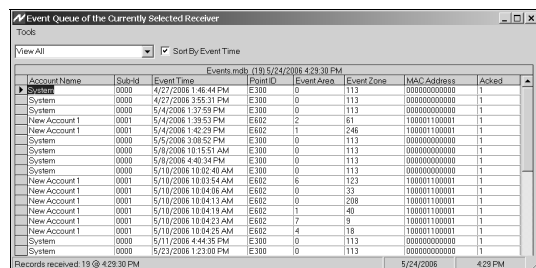 Event Queue of the Currently Selected Receiver
Tools
View All Sort By Event Time
Events.mdb (19) 5/24/2006 4:29:30 PM
Account Name Sub-Id Event Time Point ID Event Area Event Zone MAC Address Acked
System 0000 4/27/2006 1:46:44 PM E300 0 113 000000000000 1
System 0000 4/27/2006 3:55:31 PM E300 0 113 000000000000 1
System 0000 5/4/2006 1:37:59 PM E300 0 113 000000000000 1
New Account 1 0001 5/4/2006 1:39:53 PM E602 2 61 100001100001 1
New Account 1 0001 5/4/2006 1:42:29 PM E602 1 246 100001100001 1
System 0000 5/5/2006 3:08:52 PM E300 0 113 000000000000 1
System 0000 5/8/2006 10:15:51 AM E300 0 113 000000000000 1
System 0000 5/8/2006 4:40:34 PM E300 0 113 000000000000 1
System 0000 5/10/2006 10:02:40 AM E300 0 113 000000000000 1
New Account 1 0001 5/10/2006 10:03:54 AM E602 6 123 100001100001 1
New Account 1 0001 5/10/2006 10:04:06 AM E602 0 33 100001100001 1
New Account 1 0001 5/10/2006 10:04:13 AM E602 0 208 100001100001 1
New Account 1 0001 5/10/2006 10:04:19 AM E602 1 40 100001100001 1
New Account 1 0001 5/10/2006 10:04:23 AM E602 7 9 100001100001 1
New Account 1 0001 5/10/2006 10:04:25 AM E602 4 18 100001100001 1
System 0000 5/11/2006 4:44:35 PM E300 0 113 000000000000 1
System 0000 5/23/2006 1:23:00 PM E300 0 113 000000000000 1
Records received: 19 @ 4:29:30 PM 5/24/2006 4:29 PM